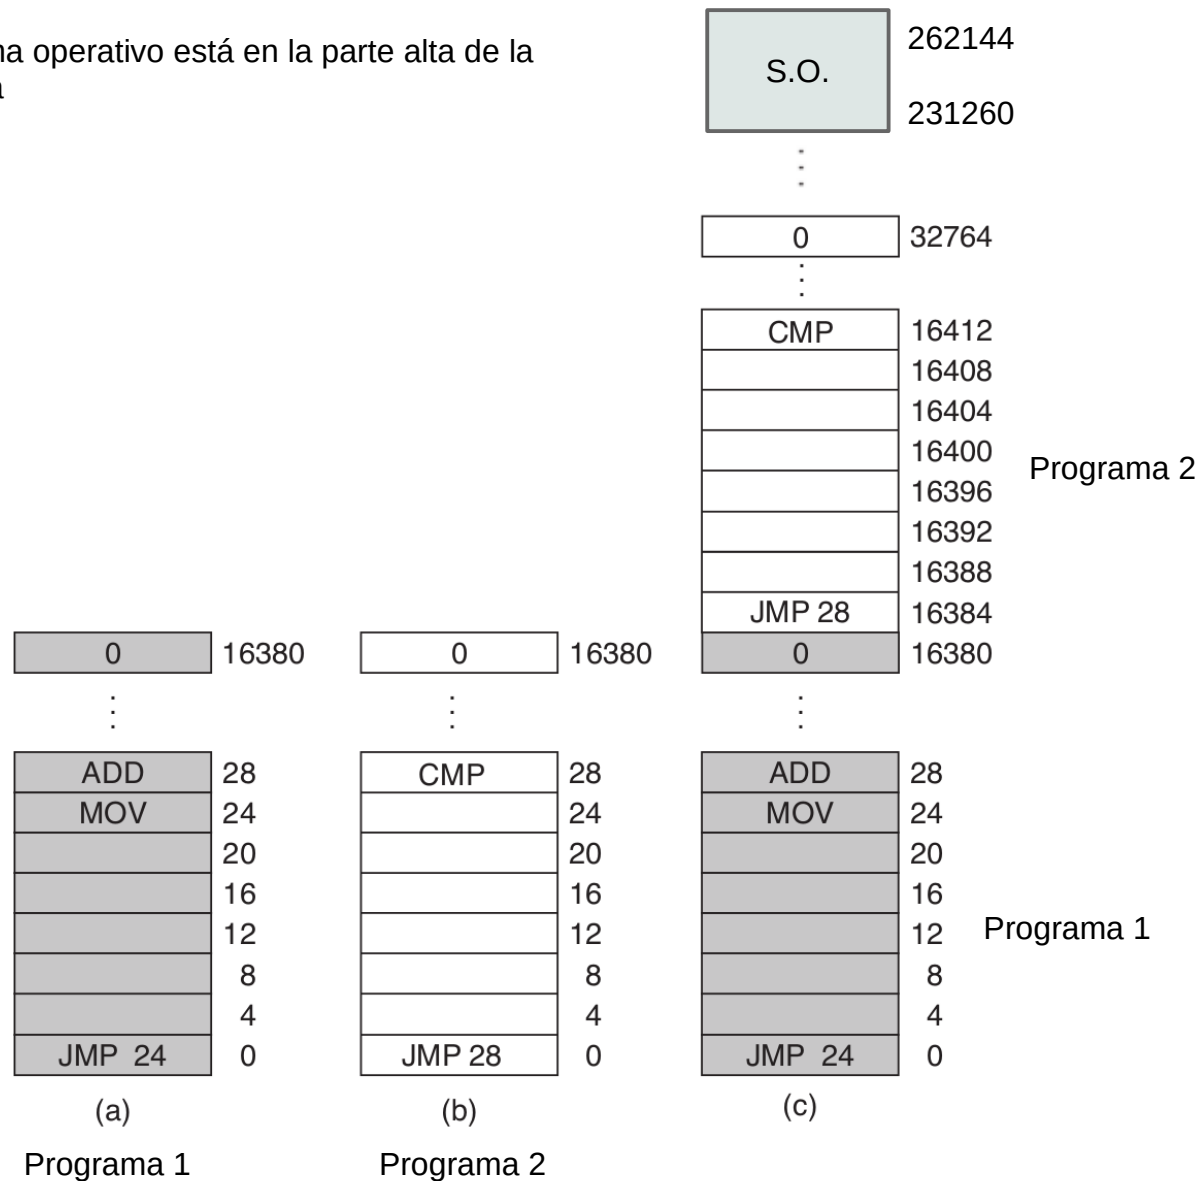 operativo está en la parte alta de la
262144
S.O.
231260
0 32764
CMP 16412
16408
16404
16400
Programa 2
16396
16392
16388
JMP 28 16384
0 16380
0 16380
0 16380
ADD 28
CMP 28
ADD 28
MOV 24
24
MOV 24
20
20
20
16
16
16
12
12
12
Programa 1
8
8
8
4
4
4
JMP 24 0
JMP 28 0
JMP 24 0
(a)
(b)
(c)
Programa 1
Programa 2